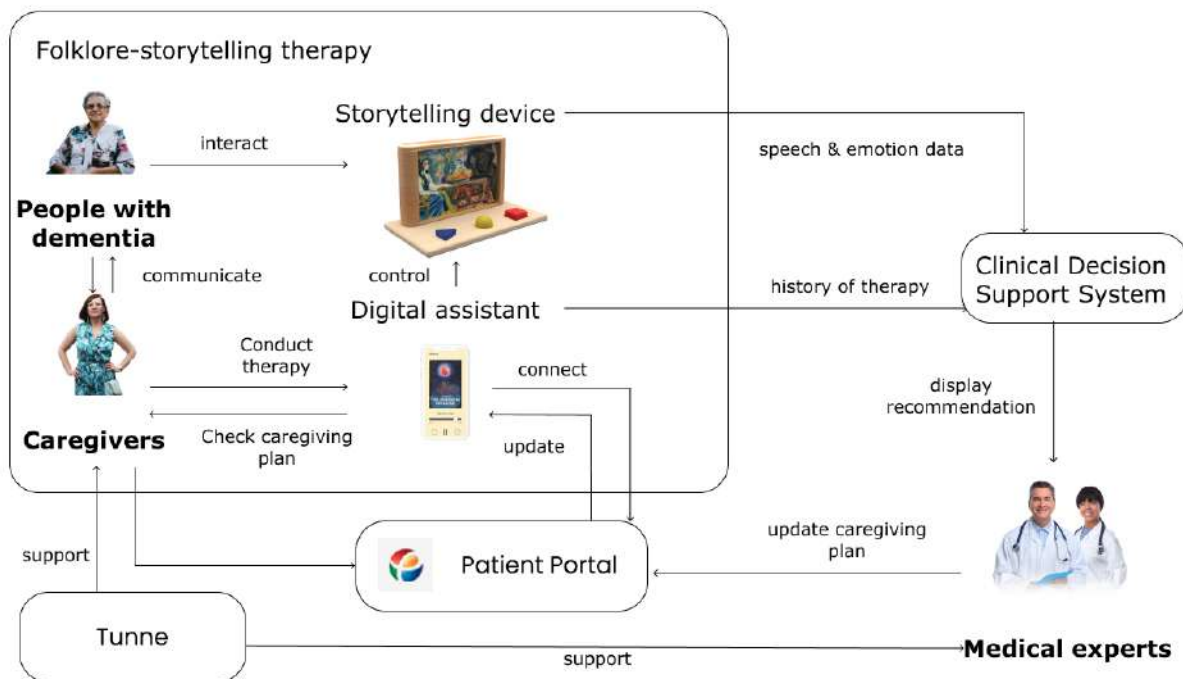 Folklore-storytelling therapy
Storytelling device
interact
speech & emotion data
People with
dementia
communicate
control
Clinical Decision
Support System
history of therapy
Digital assistant
Conduct
therapy
connect
display
recommendation
Check caregiving
plan
update
Caregivers
support
Patient Portal
update caregiving
plan
Tunne
support
Medical experts